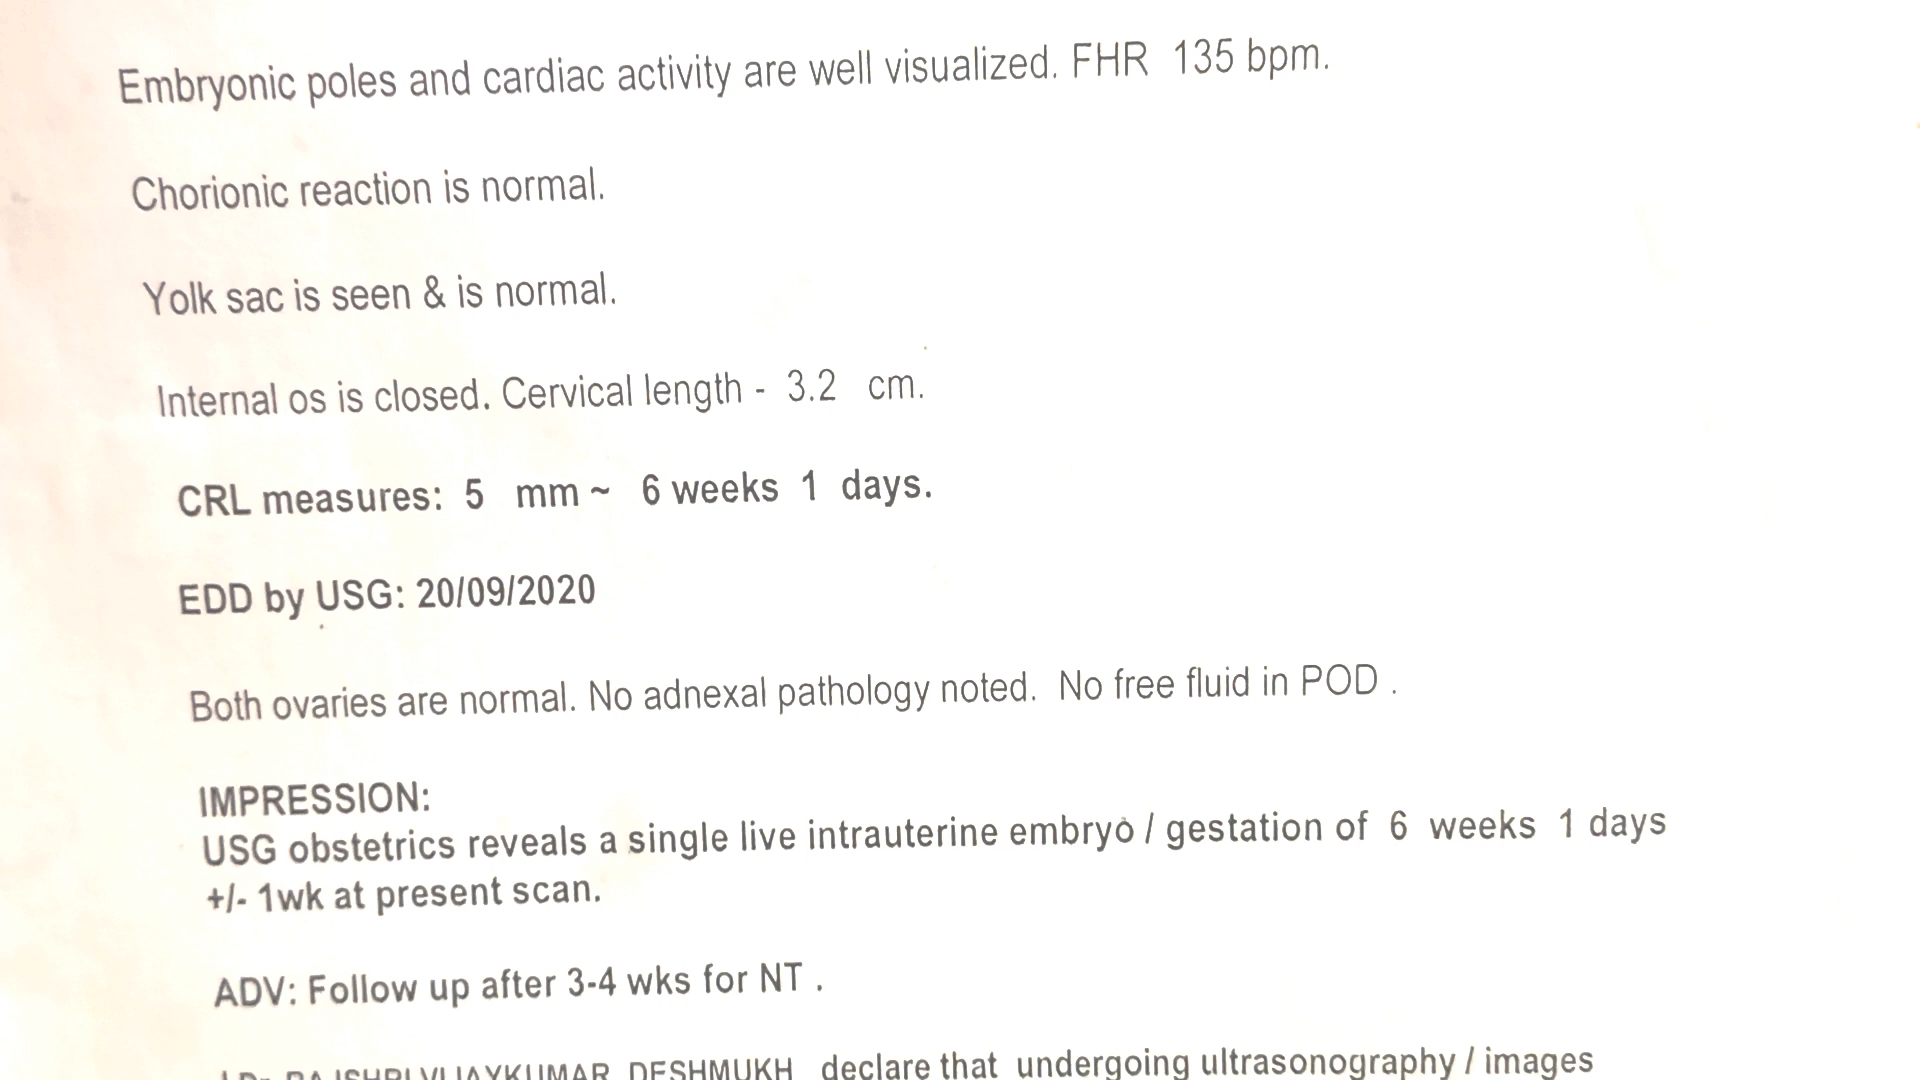 Embryonic poles and cardiac activity are well visualized. FHR 135 bpm.
Chorionic reaction is normal.
Yolk sac is seen & is normal.
Internal os is closed. Cervical length - 3.2 cm.
CRL measures: 5 mm ~ 6 weeks 1 days.
EDD by USG: 20/09/2020
Both ovaries are normal. No adnexal pathology noted. No free fluid in POD .
IMPRESSION:
USG obstetrics reveals a single live intrauterine embryo / gestation of 6 weeks 1 days
+/- 1wk at present scan.
ADV: Follow up after 3-4 wks for NT .
I Dr. RAJSHRI VIJAYKUMAR DESHMUKH declare that undergoing ultrasonography / images